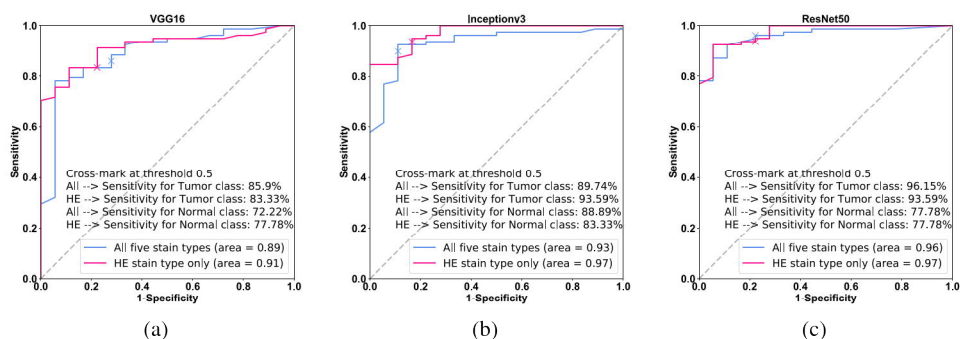 VGG16
1.0
0.8
0.6
0.4
0.2
0.0
Sensitivity
Cross-mark at threshold 0.5
All --> Sensitivity for Tumor class: 85.9%
HE --> Sensitivity for Tumor class: 83.33%
All --> Sensitivity for Normal class: 72.22%
HE --> Sensitivity for Normal class: 77.78%
All five stain types (area = 0.89)
HE stain type only (area = 0.91)
0.0 0.2 0.4 0.6 0.8 1.0
1-Specificity
(a)
Inceptionv3
1.0
0.8
0.6
0.4
0.2
0.0
Sensitivity
Cross-mark at threshold 0.5
All --> Sensitivity for Tumor class: 89.74%
HE --> Sensitivity for Tumor class: 93.59%
All --> Sensitivity for Normal class: 88.89%
HE --> Sensitivity for Normal class: 83.33%
All five stain types (area = 0.93)
HE stain type only (area = 0.97)
0.0 0.2 0.4 0.6 0.8 1.0
1-Specificity
(b)
ResNet50
1.0
0.8
0.6
0.4
0.2
0.0
Sensitivity
Cross-mark at threshold 0.5
All --> Sensitivity for Tumor class: 96.15%
HE --> Sensitivity for Tumor class: 93.59%
All --> Sensitivity for Normal class: 77.78%
HE --> Sensitivity for Normal class: 77.78%
All five stain types (area = 0.96)
HE stain type only (area = 0.97)
0.0 0.2 0.4 0.6 0.8 1.0
1-Specificity
(c)